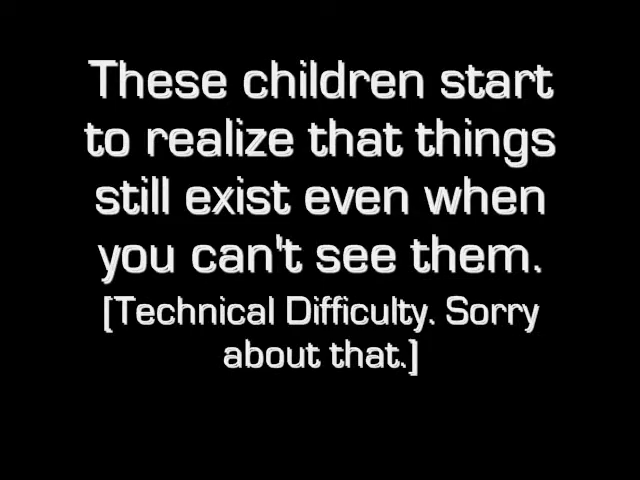 These children start
to realize that things
still exist even when
you can't see them.
[Technical Difficulty. Sorry
about that.]